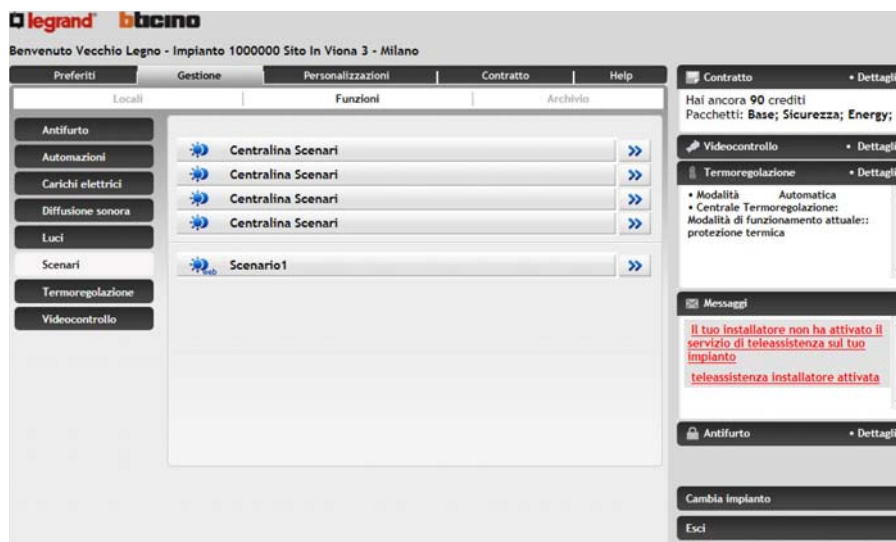 legrand bticino
Benvenuto Vecchio Legno - Impianto 1000000 Sito In Viona 3 - Milano
Preferiti Gestione Personalizzazioni Contratto Help
Locali Funzioni Archivio
Antifurto
Automazioni
Carichi elettrici
Diffusione sonora
Luci
Scenari
Termoregolazione
Videocontrollo
Centralina Scenari
Centralina Scenari
Centralina Scenari
Centralina Scenari
web Scenario1
Contratto • Dettagli
Hai ancora 90 crediti
Pacchetti: Base; Sicurezza; Energy;
Videocontrollo • Dettagli
Termoregolazione • Dettagli
• Modalità Automatica
• Centrale Termoregolazione:
Modalità di funzionamento attuale::
protezione termica
Messaggi
Il tuo installatore non ha attivato il
servizio di teleassistenza sul tuo
impianto
teleassistenza installatore attivata
Antifurto • Dettagli
Cambia impianto
Esci